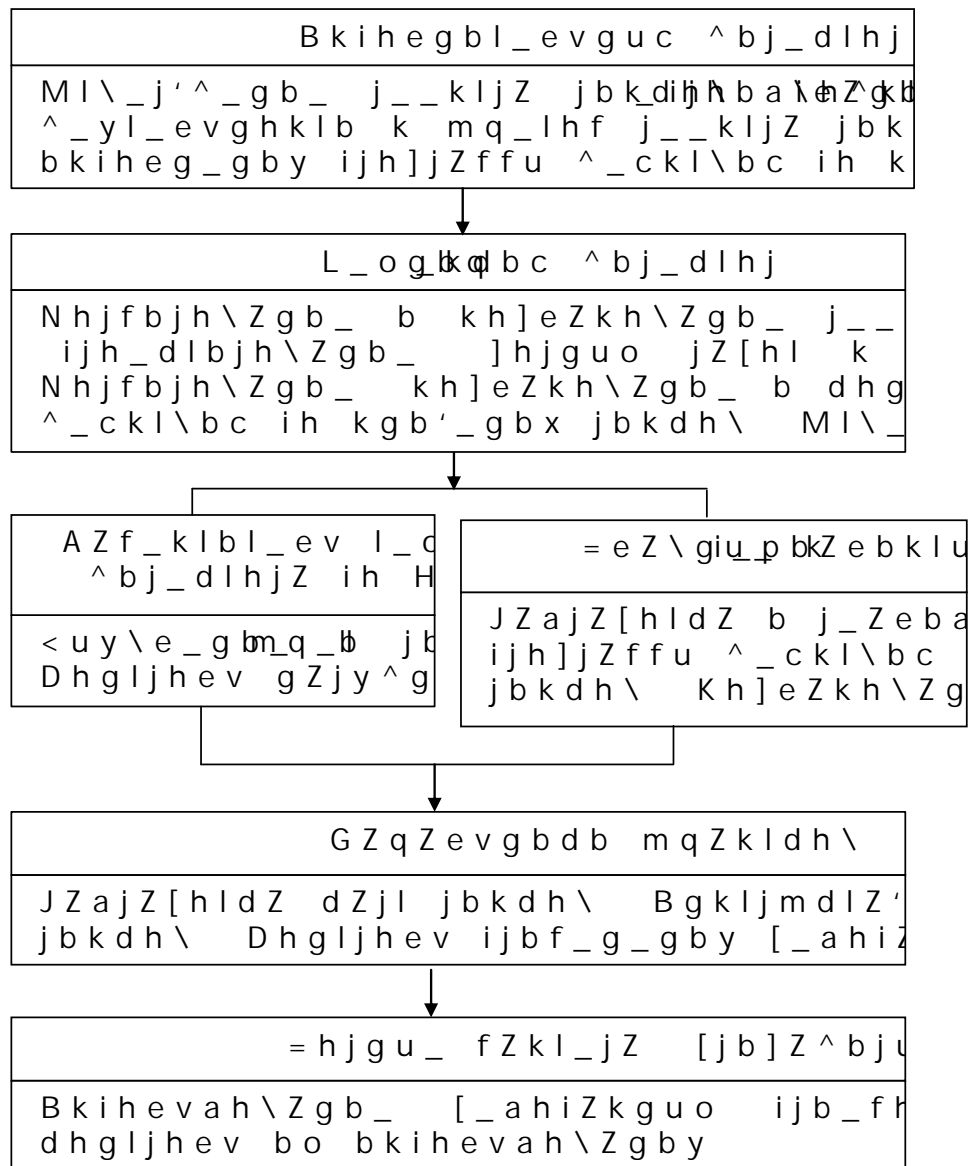 Bkihegbl_evguc ^bj_dlhj
Ml\_j‘^_gb_ j__kljZ
^_yl_evghklb k mq_lhf j__kljZ jbk
bkiheg_gby ijh]jZffu ^_ckl\bc ih k
^bj_dlhj
Nhjfbjh\Zgb_ b kh]eZkh\Zgb_ j__
ijh_dlbjh\Zgb_ ]hjguo jZ[hl k
Nhjfbjh\Zgb_ kh]eZkh\Zgb_ b dhg
^_ckl\bc ih kgb‘_gbx jbkdh\ Ml\_
AZf_klbl_ev l_
^bj_dlhjZ ih H
jb
Dhgljhev gZjy^g
JZajZ[hldZ b j_Zeba
ijh]jZffu ^_ckl\bc
jbkdh\ Kh]eZkh\Zg
GZqZevgbdb mqZkldh\
JZajZ[hldZ dZjl jbkdh\ BgkljmdlZ‘
jbkdh\ Dhgljhev ijbf_g_gby [_ahiZ
=hjgu_ fZkl_jZ [jb]Z^bju
Bkihevah\Zgb_ [_ahiZkguo ijb_fh
dhgljhev bo bkihevah\Zgby